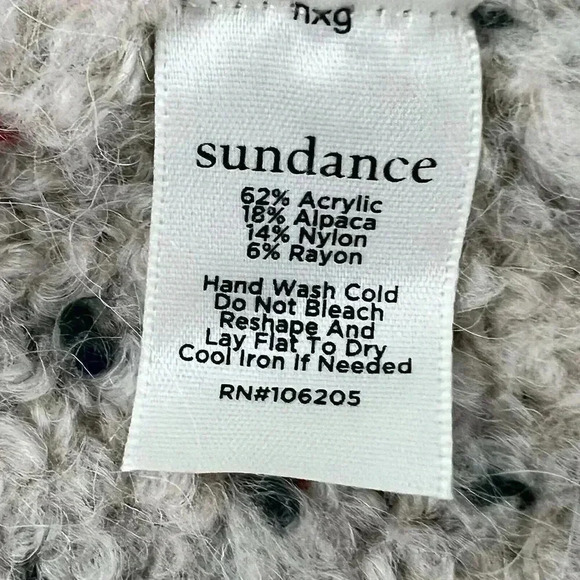 nxg
sundance
62% Acrylic
18% Alpaca
14% Nylon
6% Rayon
Hand Wash Cold
Do Not Bleach
Reshape And
Lay Flat To Dry
Cool Iron If Needed
RN#106205